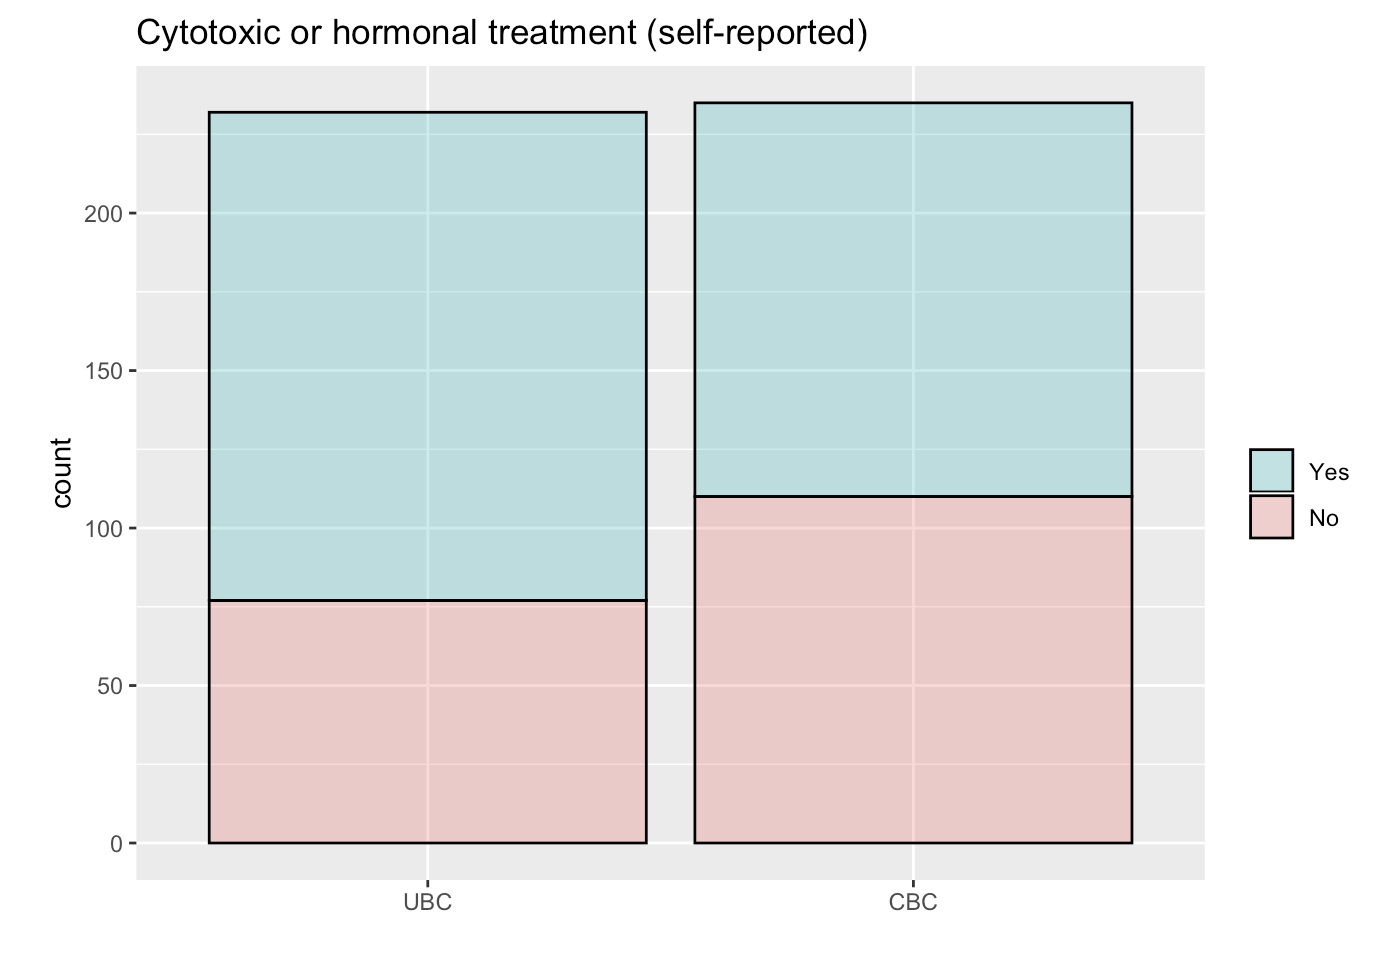 Cytotoxic or hormonal treatment (self-reported)
count
200
150
100
50
0
UBC
CBC
Yes
No